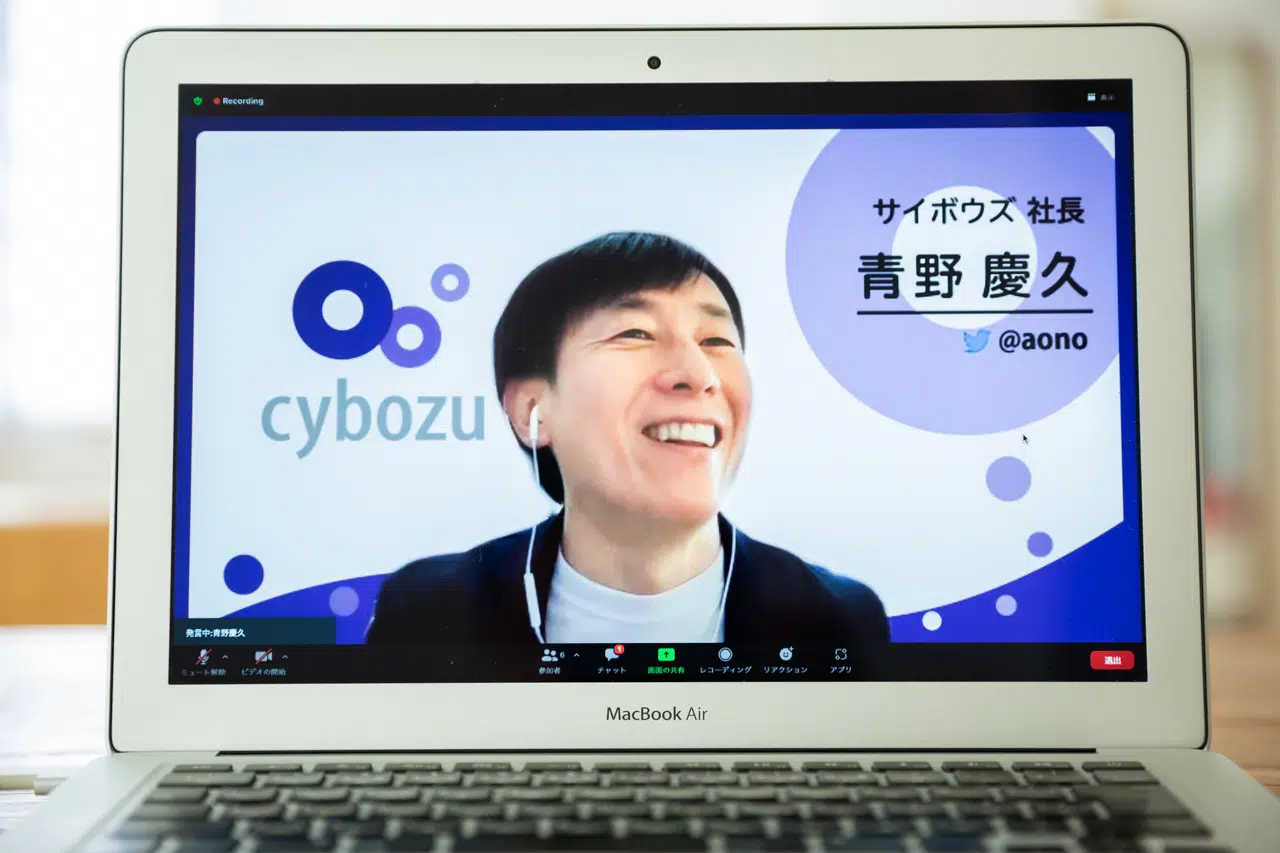 Recording
表示
サイボウズ 社長
青野 慶久
@aono
cybozu
発言中:青野慶久
ミュート解除
ビデオの開始
6
参加者
1
チャット
画面の共有
レコーディング
リアクション
アプリ
退出
MacBook Air